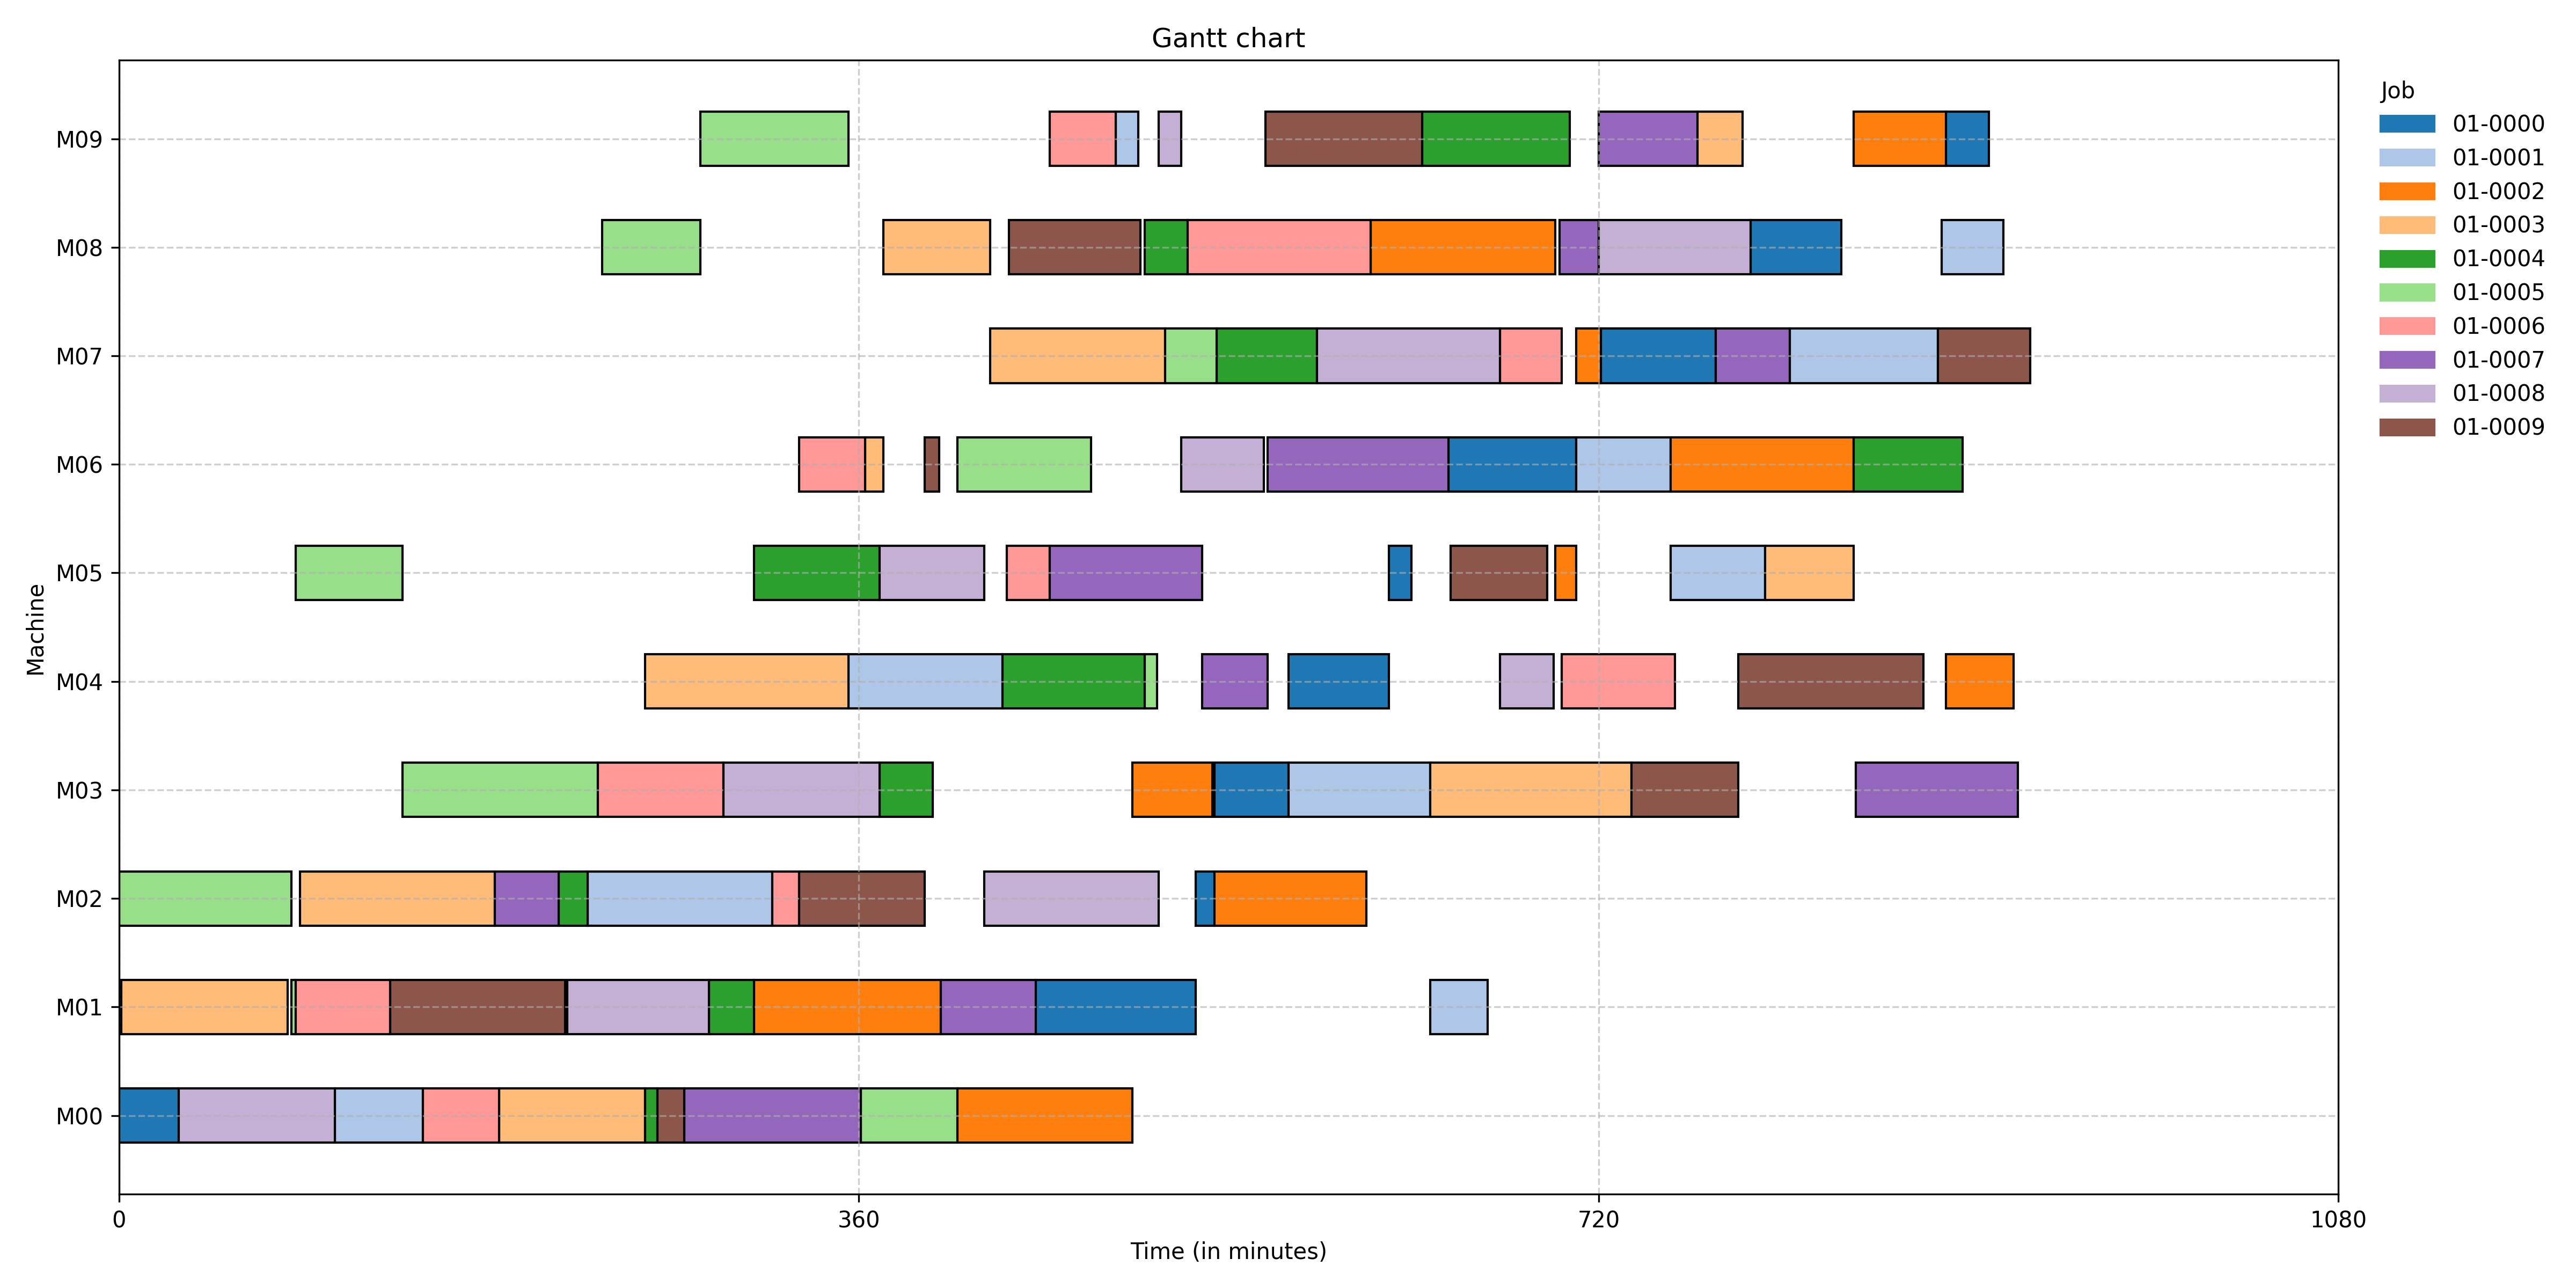 Gantt chart
Machine
M09
M08
M07
M06
M05
M04
M03
M02
M01
M00
0
360
720
1080
Time (in minutes)
Job
01-0000
01-0001
01-0002
01-0003
01-0004
01-0005
01-0006
01-0007
01-0008
01-0009